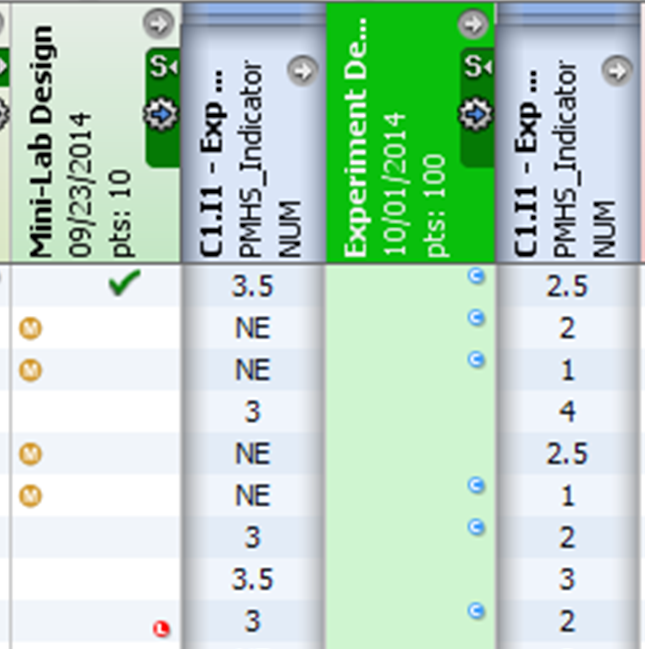 Mini-Lab Design
09/23/2014
pts: 10
S
C1.I1 - Exp ...
PMHS_Indicator
NUM
Experiment De...
10/01/2014
pts: 100
S
C1.I1 - Exp ...
PMHS_Indicator
NUM
3.5 C 2.5
M NE C 2
M NE C 1
3 4
M NE 2.5
M NE C 1
3 C 2
3.5 3
L 3 C 2